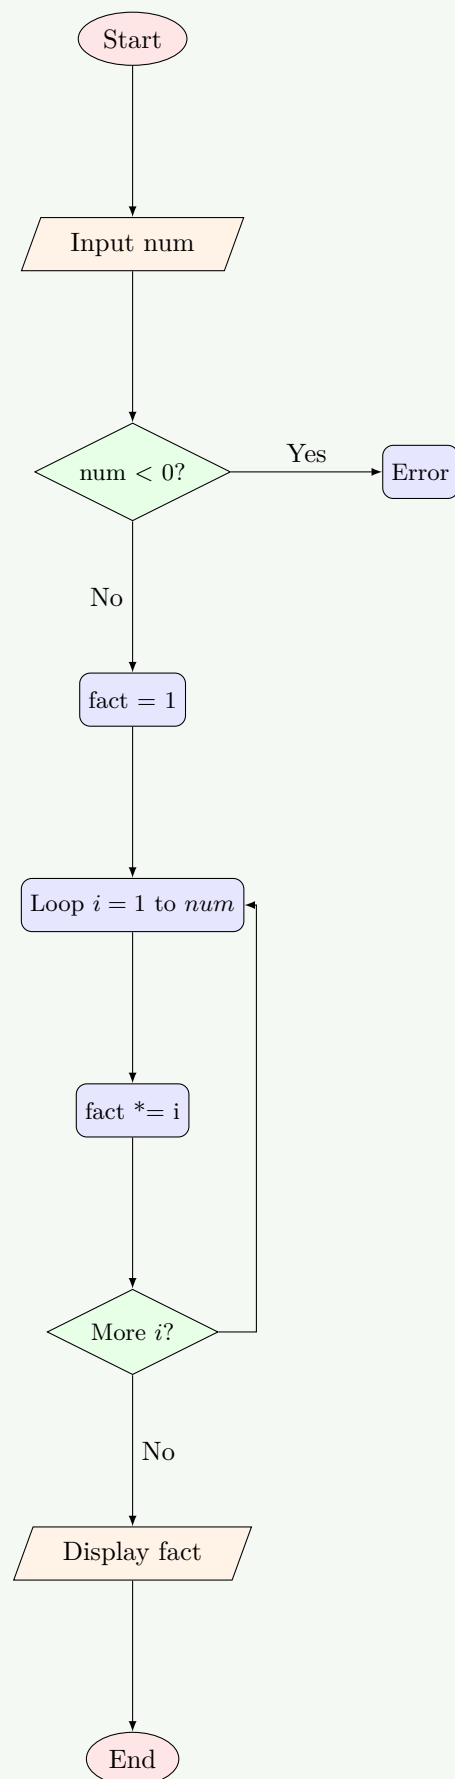 Start
Input num
num < 0?
Yes
Error
No
fact = 1
Loop i = 1 to num
fact *= i
More i?
No
Display fact
End